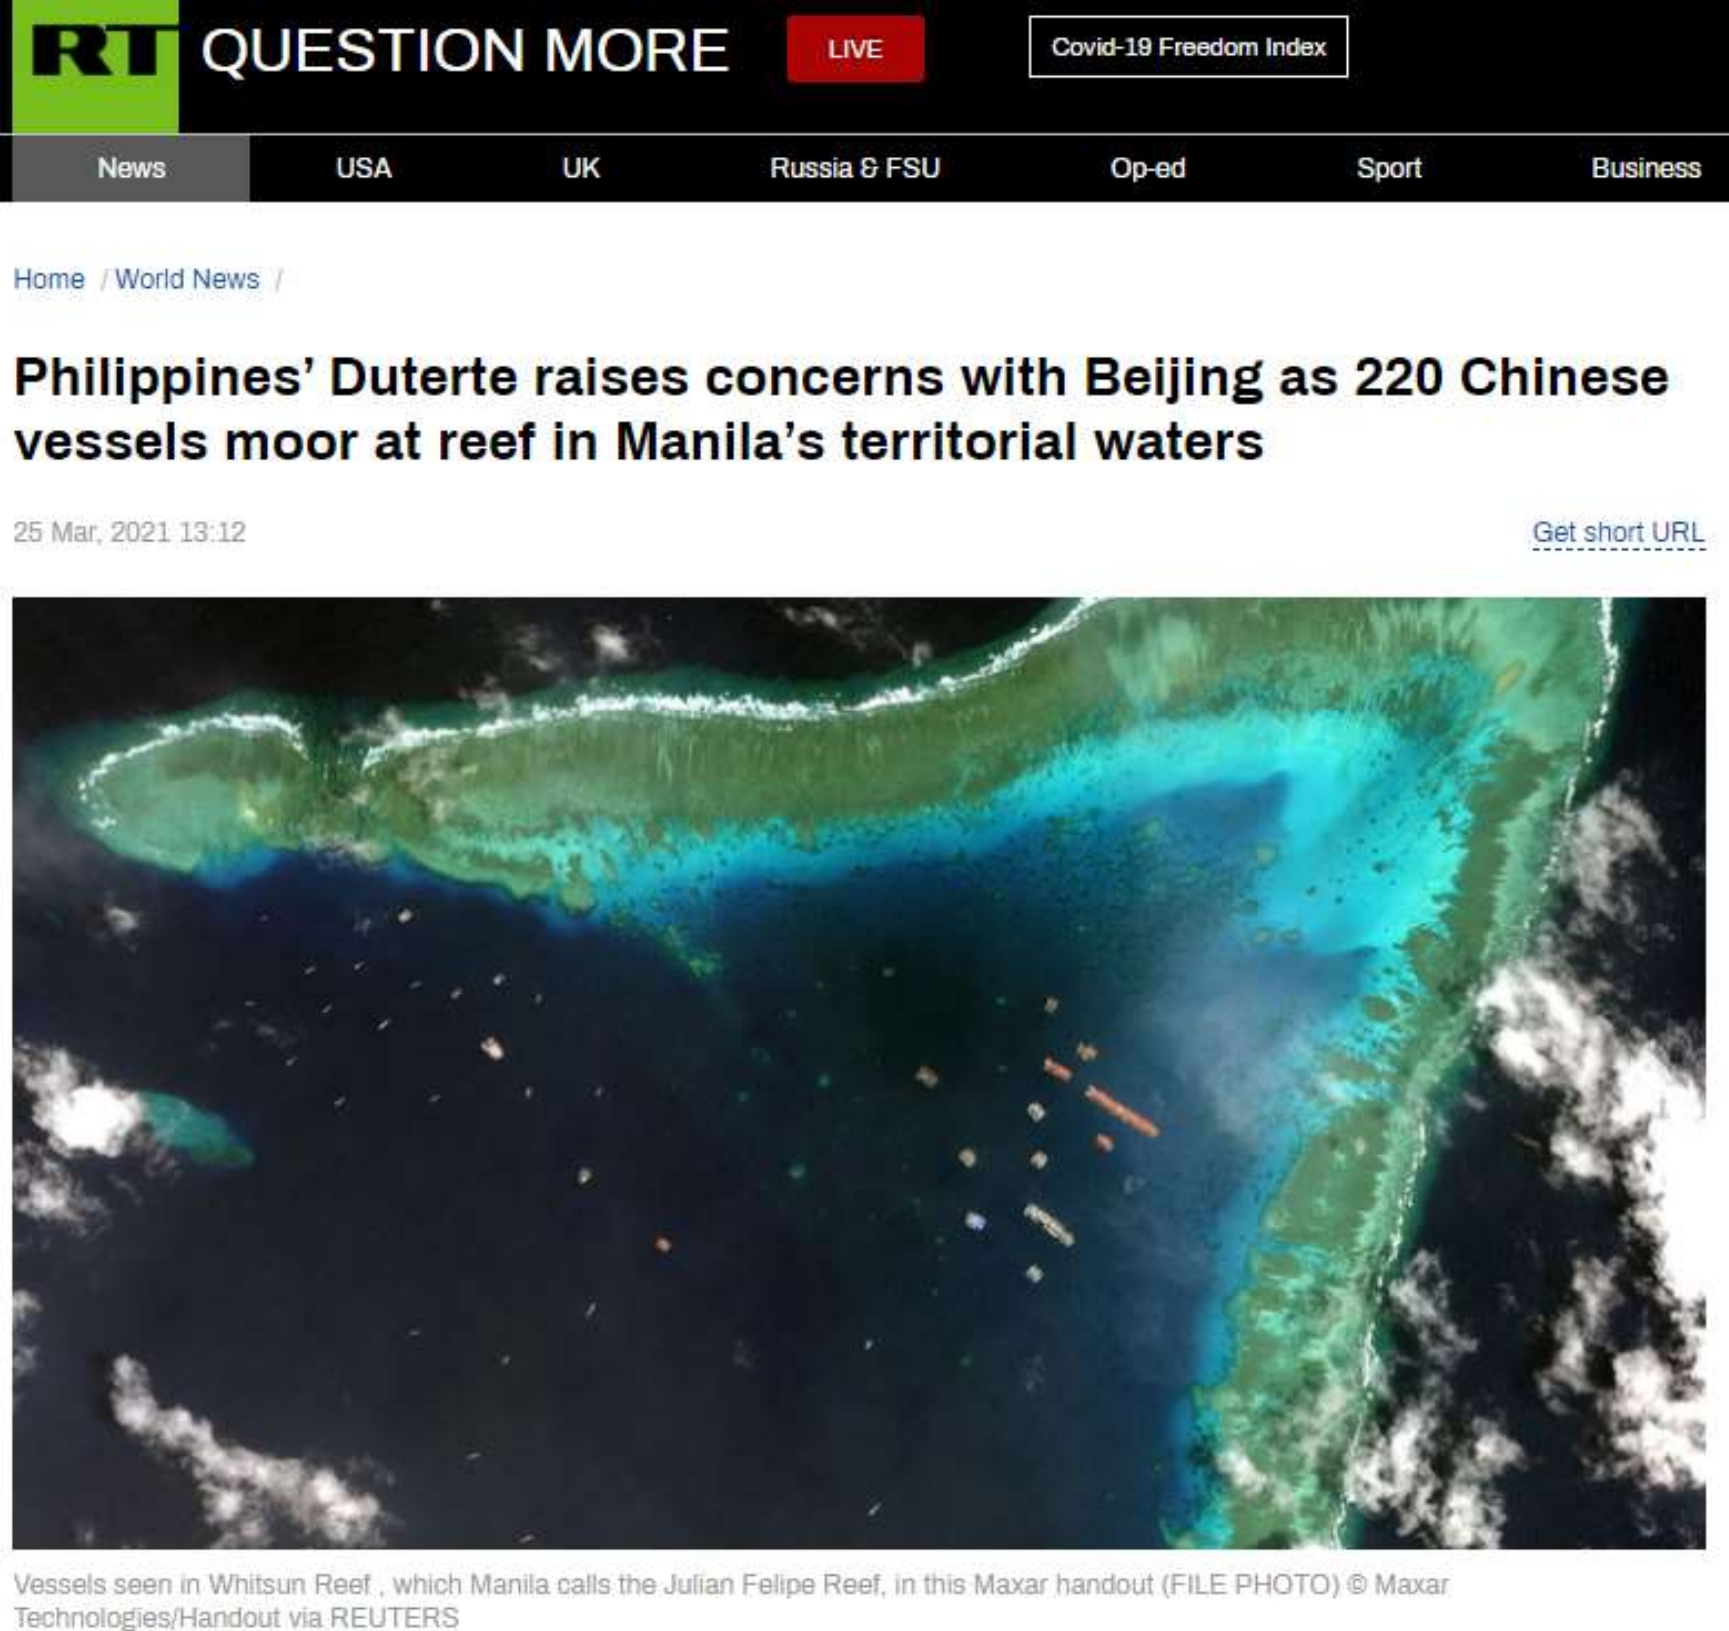 RT QUESTION MORE LIVE Covid-19 Freedom Index
News USA UK Russia & FSU Op-ed Sport Business
Home / World News /
Philippines’ Duterte raises concerns with Beijing as 220 Chinese
vessels moor at reef in Manila’s territorial waters
25 Mar, 2021 13:12 Get short URL
Vessels seen in Whitsun Reef , which Manila calls the Julian Felipe Reef, in this Maxar handout (FILE PHOTO) © Maxar
Technologies/Handout via REUTERS